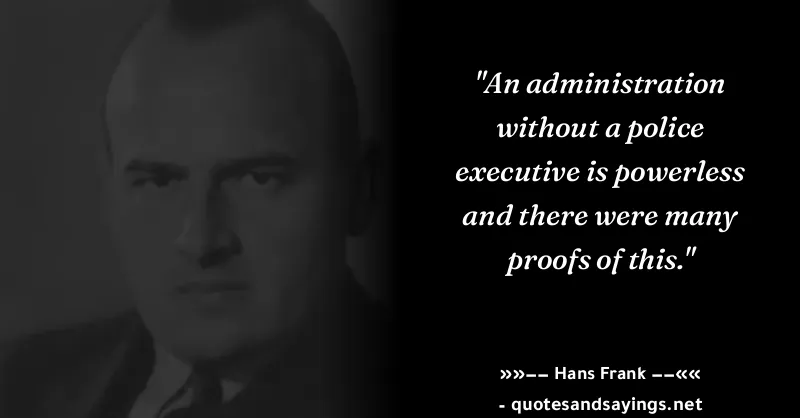 "An administration
without a police
executive is powerless
and there were many
proofs of this."
»»–– Hans Frank ––««
- quotesandsayings.net